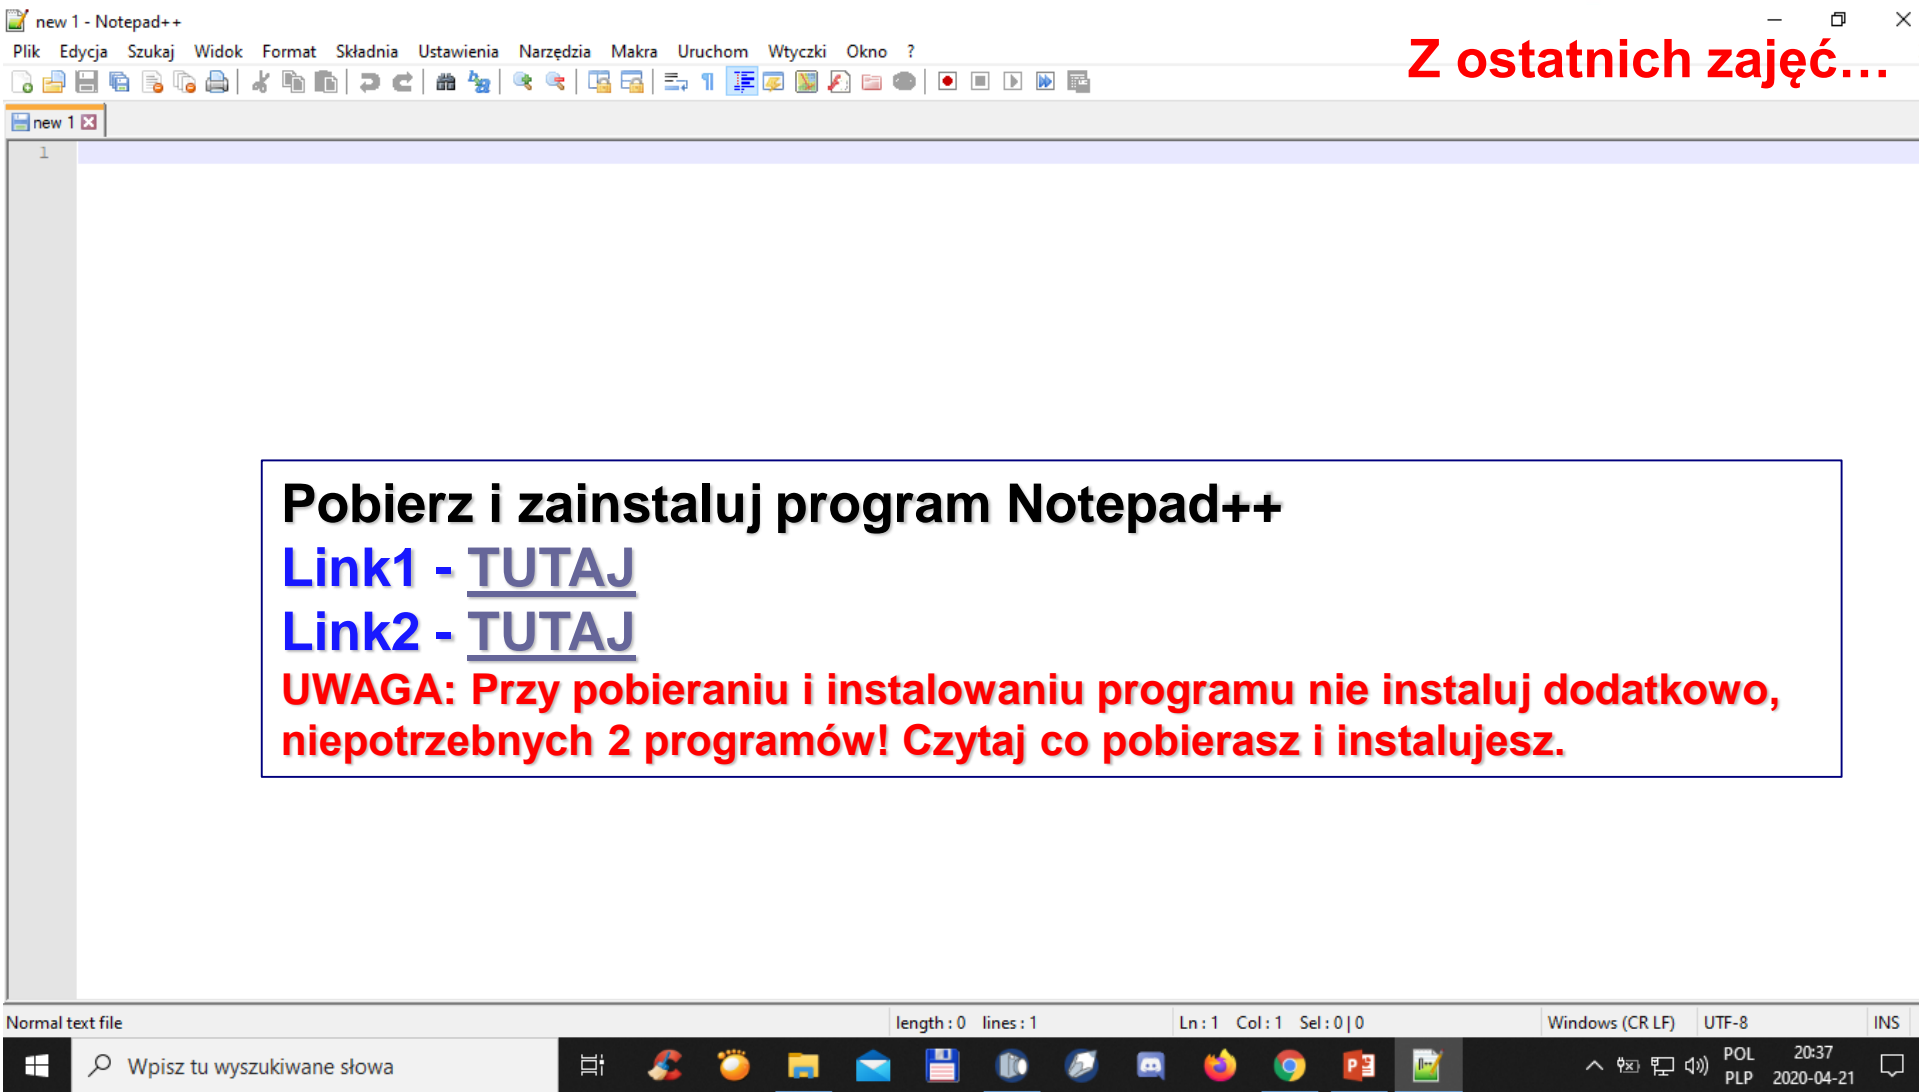 new 1 - Notepad++
Plik Edycja Szukaj Widok Format Składnia Ustawienia Narzędzia Makra Uruchom Wtyczki Okno ?
Z ostatnich zajęć...
new 1
1
Pobierz i zainstaluj program Notepad++
Link1 - TUTAJ
Link2 - TUTAJ
UWAGA: Przy pobieraniu i instalowaniu programu nie instaluj dodatkowo,
niepotrzebnych 2 programów! Czytaj co pobierasz i instalujesz.
Normal text file length : 0 lines : 1 Ln : 1 Col : 1 Sel : 0 | 0 Windows (CR LF) UTF-8 INS
Wpisz tu wyszukiwane słowa
POL 20:37
PLP 2020-04-21